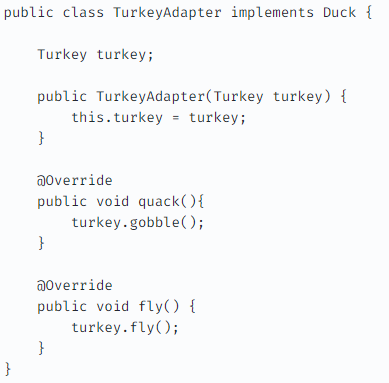 public class TurkeyAdapter implements Duck {
Turkey turkey;
public TurkeyAdapter(Turkey turkey) {
this.turkey = turkey;
}
@Override
public void quack(){
turkey.gobble();
}
@Override
public void fly() {
turkey.fly();
}
}